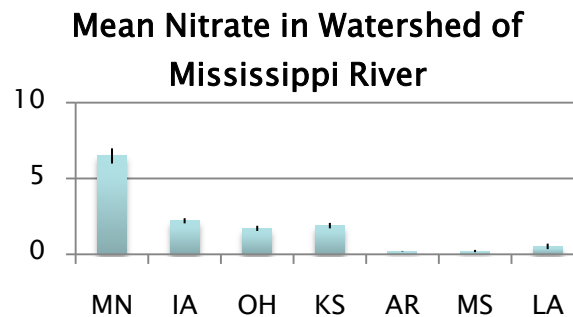 Mean Nitrate in Watershed of
Mississippi River
10
5
0
MN IA OH KS AR MS LA